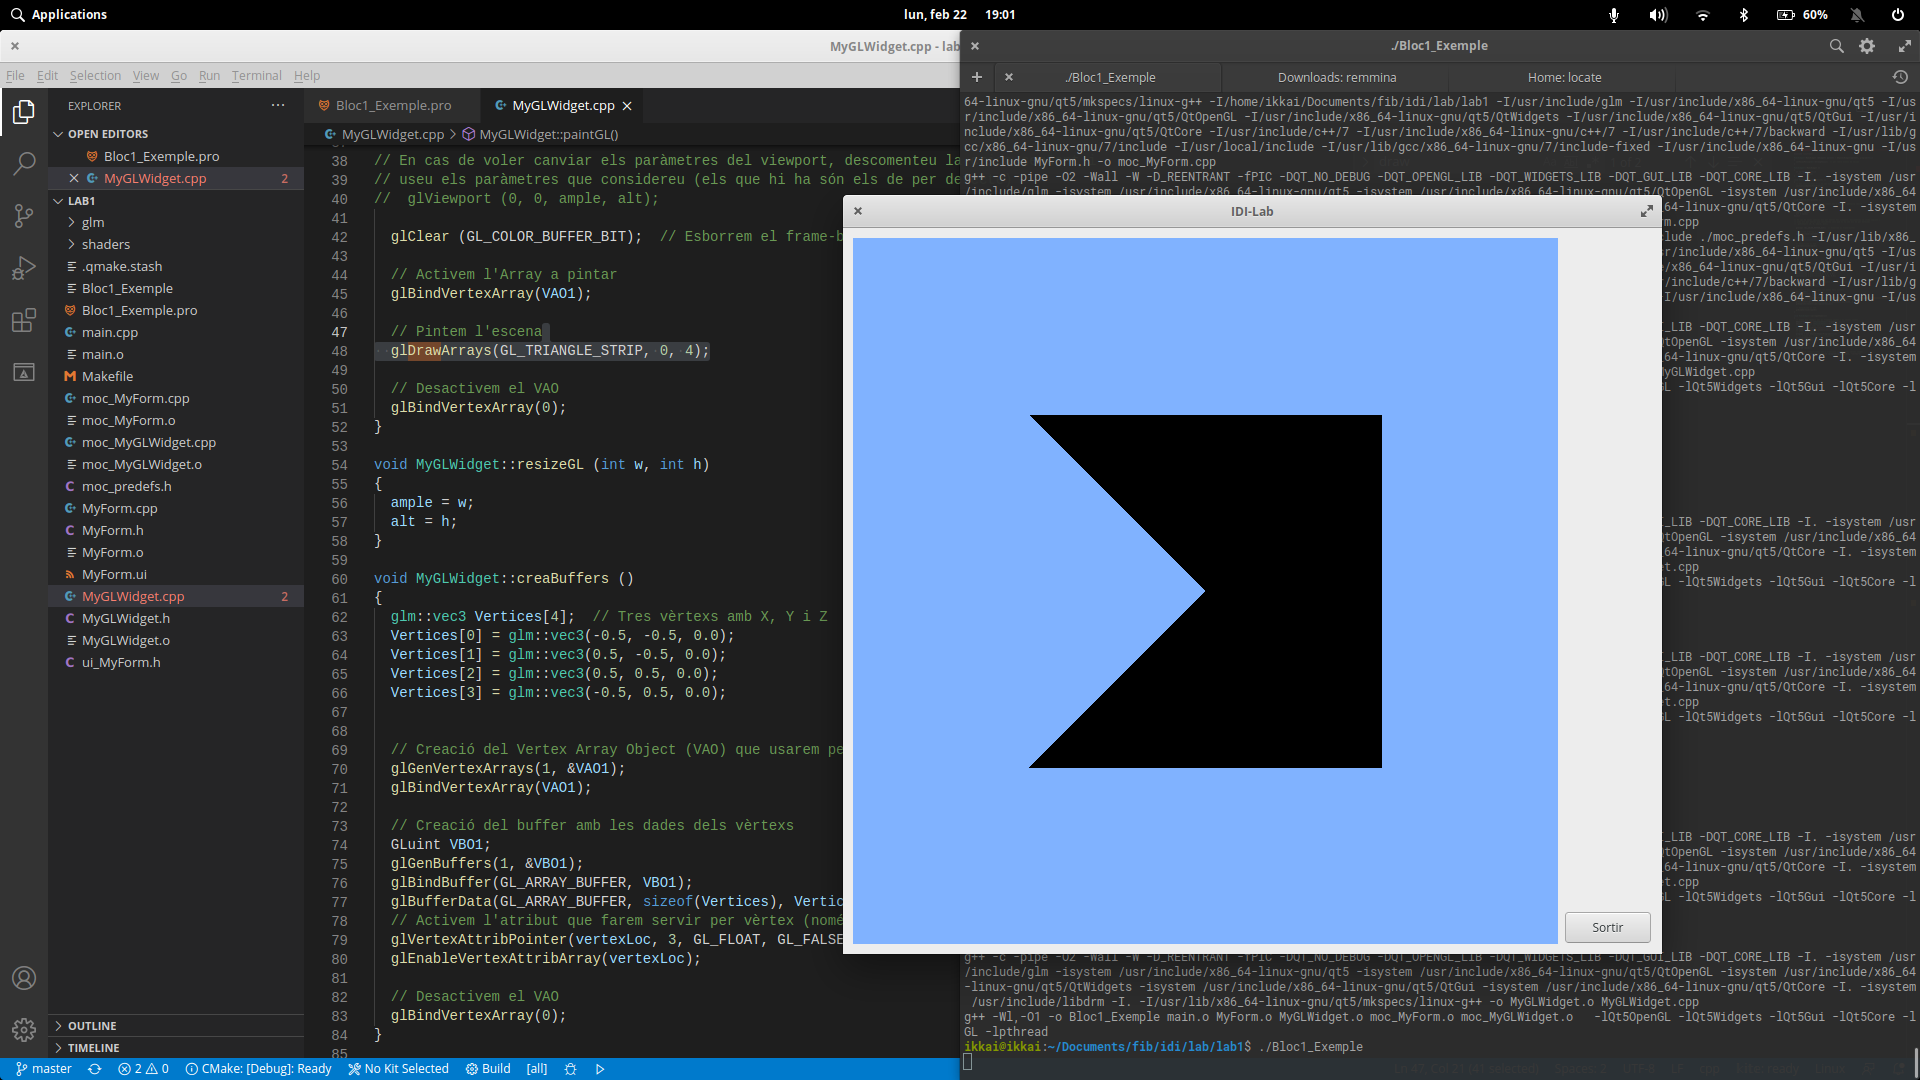 Applications
lun, feb 22   19:01
60%
MyGLWidget.cpp - lab
File Edit Selection View Go Run Terminal Help
EXPLORER
OPEN EDITORS
Bloc1_Exemple.pro
MyGLWidget.cpp 2
LAB1
glm
shaders
.qmake.stash
Bloc1_Exemple
Bloc1_Exemple.pro
main.cpp
main.o
Makefile
moc_MyForm.cpp
moc_MyForm.o
moc_MyGLWidget.cpp
moc_MyGLWidget.o
moc_predefs.h
MyForm.cpp
MyForm.h
MyForm.o
MyForm.ui
MyGLWidget.cpp 2
MyGLWidget.h
MyGLWidget.o
ui_MyForm.h
OUTLINE
TIMELINE
Bloc1_Exemple.pro
MyGLWidget.cpp
MyGLWidget.cpp > MyGLWidget::paintGL()
38 // En cas de voler canviar els paràmetres del viewport, descomenteu la
39 // useu els paràmetres que considereu (els que hi ha són els de per de
40 //  glViewport (0, 0, ample, alt);
41
42   glClear (GL_COLOR_BUFFER_BIT);  // Esborrem el frame-b
43
44   // Activem l'Array a pintar
45   glBindVertexArray(VAO1);
46
47   // Pintem l'escena
48   glDrawArrays(GL_TRIANGLE_STRIP, 0, 4);
49
50   // Desactivem el VAO
51   glBindVertexArray(0);
52 }
53
54 void MyGLWidget::resizeGL (int w, int h)
55 {
56   ample = w;
57   alt = h;
58 }
59
60 void MyGLWidget::creaBuffers ()
61 {
62   glm::vec3 Vertices[4];  // Tres vèrtexs amb X, Y i Z
63   Vertices[0] = glm::vec3(-0.5, -0.5, 0.0);
64   Vertices[1] = glm::vec3(0.5, -0.5, 0.0);
65   Vertices[2] = glm::vec3(0.5, 0.5, 0.0);
66   Vertices[3] = glm::vec3(-0.5, 0.5, 0.0);
67
68
69   // Creació del Vertex Array Object (VAO) que usarem pe
70   glGenVertexArrays(1, &VAO1);
71   glBindVertexArray(VAO1);
72
73   // Creació del buffer amb les dades dels vèrtexs
74   GLuint VBO1;
75   glGenBuffers(1, &VBO1);
76   glBindBuffer(GL_ARRAY_BUFFER, VBO1);
77   glBufferData(GL_ARRAY_BUFFER, sizeof(Vertices), Vertic
78   // Activem l'atribut que farem servir per vèrtex (nomé
79   glVertexAttribPointer(vertexLoc, 3, GL_FLOAT, GL_FALSE
80   glEnableVertexAttribArray(vertexLoc);
81
82   // Desactivem el VAO
83   glBindVertexArray(0);
84 }
85
master 2 0 CMake: [Debug]: Ready No Kit Selected Build [all]
./Bloc1_Exemple
./Bloc1_Exemple
Downloads: remmina
Home: locate
64-linux-gnu/qt5/mkspecs/linux-g++ -I/home/ikkai/Documents/fib/idi/lab/lab1 -I/usr/include/glm -I/usr/include/x86_64-linux-gnu/qt5 -I/us
r/include/x86_64-linux-gnu/qt5/QtOpenGL -I/usr/include/x86_64-linux-gnu/qt5/QtWidgets -I/usr/include/x86_64-linux-gnu/qt5/QtGui -I/usr/i
nclude/x86_64-linux-gnu/qt5/QtCore -I/usr/include/c++/7 -I/usr/include/x86_64-linux-gnu/c++/7 -I/usr/include/c++/7/backward -I/usr/lib/g
cc/x86_64-linux-gnu/7/include -I/usr/local/include -I/usr/lib/gcc/x86_64-linux-gnu/7/include-fixed -I/usr/include/x86_64-linux-gnu -I/us
r/include MyForm.h -o moc_MyForm.cpp
g++ -c -pipe -O2 -Wall -W -D_REENTRANT -fPIC -DQT_NO_DEBUG -DQT_OPENGL_LIB -DQT_WIDGETS_LIB -DQT_GUI_LIB -DQT_CORE_LIB -I. -isystem /usr
/include/glm -isystem /usr/include/x86_64-linux-gnu/qt5 -isystem /usr/include/x86_64-linux-gnu/qt5/QtOpenGL -isystem /usr/include/x86_64
IDI-Lab
Sortir
g++ -c -pipe -O2 -Wall -W -D_REENTRANT -fPIC -DQT_NO_DEBUG -DQT_OPENGL_LIB -DQT_WIDGETS_LIB -DQT_GUI_LIB -DQT_CORE_LIB -I. -isystem /usr
/include/glm -isystem /usr/include/x86_64-linux-gnu/qt5 -isystem /usr/include/x86_64-linux-gnu/qt5/QtOpenGL -isystem /usr/include/x86_64
-linux-gnu/qt5/QtWidgets -isystem /usr/include/x86_64-linux-gnu/qt5/QtGui -isystem /usr/include/x86_64-linux-gnu/qt5/QtCore -I. -isystem
 /usr/include/libdrm -I. -I/usr/lib/x86_64-linux-gnu/qt5/mkspecs/linux-g++ -o MyGLWidget.o MyGLWidget.cpp
g++ -Wl,-O1 -o Bloc1_Exemple main.o MyForm.o MyGLWidget.o moc_MyForm.o moc_MyGLWidget.o   -lQt5OpenGL -lQt5Widgets -lQt5Gui -lQt5Core -l
GL -lpthread
ikkai@ikkai:~/Documents/fib/idi/lab/lab1$ ./Bloc1_Exemple